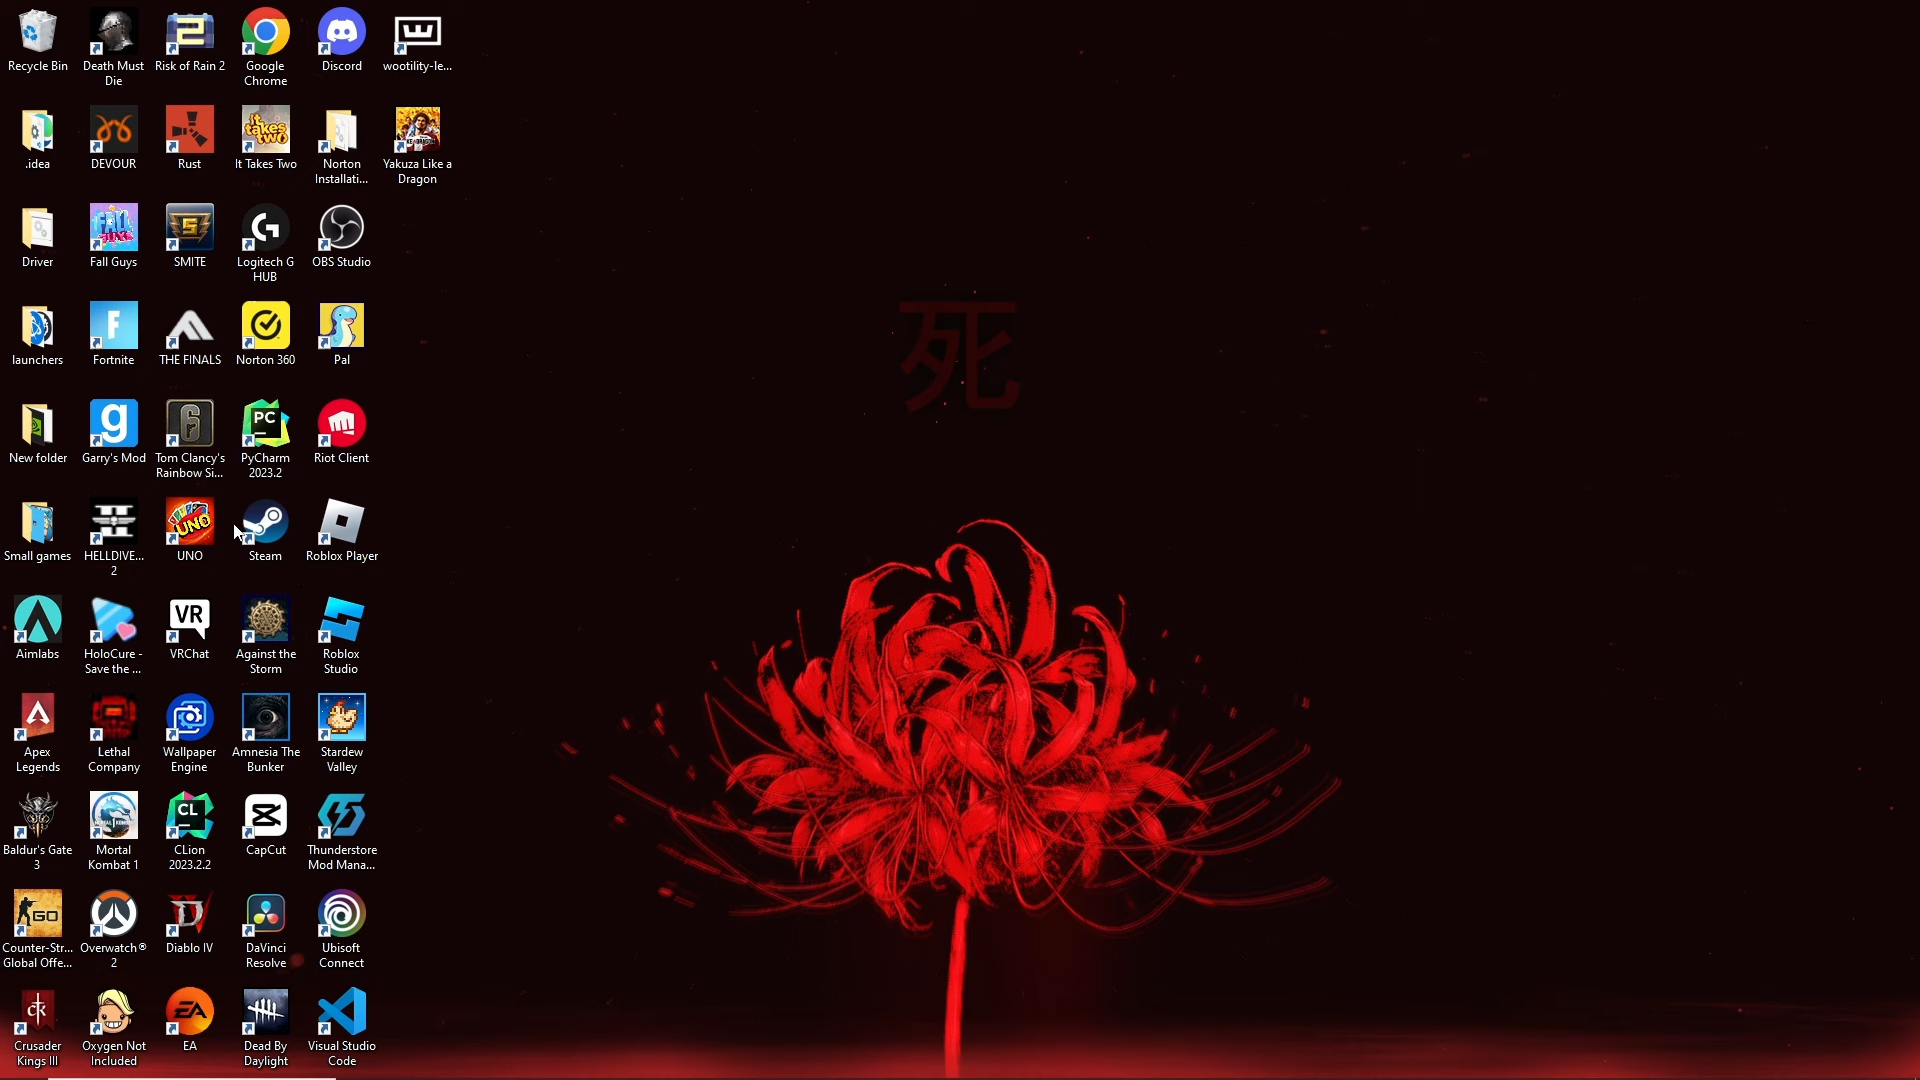 Recycle Bin
Death Must
Die
Risk of Rain 2
Google
Chrome
Discord
wootility-le...
.idea
DEVOUR
Rust
It Takes Two
Norton
Installati...
Yakuza Like a
Dragon
Driver
Fall Guys
SMITE
Logitech G
HUB
OBS Studio
launchers
Fortnite
THE FINALS
Norton 360
Pal
死
New folder
Garry's Mod
Tom Clancy's
Rainbow Si...
PyCharm
2023.2
Riot Client
Small games
HELLDIVE...
2
UNO
Steam
Roblox Player
Aimlabs
HoloCure -
Save the ...
VRChat
Against the
Storm
Roblox
Studio
Apex
Legends
Lethal
Company
Wallpaper
Engine
Amnesia The
Bunker
Stardew
Valley
Baldur's Gate
3
Mortal
Kombat 1
CLion
2023.2.2
CapCut
Thunderstore
Mod Mana...
Counter-Str...
Global Offe...
Overwatch®
2
Diablo IV
DaVinci
Resolve
Ubisoft
Connect
Crusader
Kings III
Oxygen Not
Included
EA
Dead By
Daylight
Visual Studio
Code